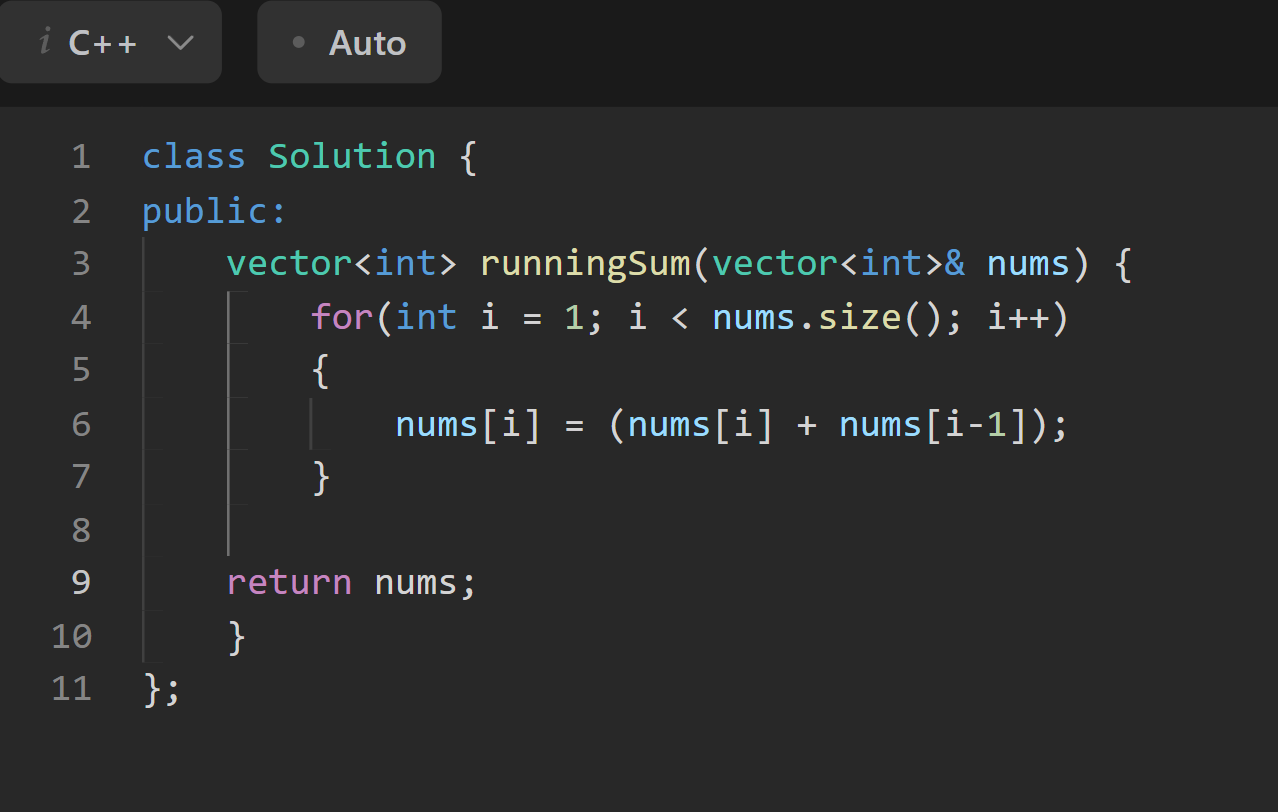 i C++ Auto
1 class Solution {
2 public:
3     vector<int> runningSum(vector<int>& nums) {
4         for(int i = 1; i < nums.size(); i++)
5         {
6             nums[i] = (nums[i] + nums[i-1]);
7         }
8
9     return nums;
10     }
11 };